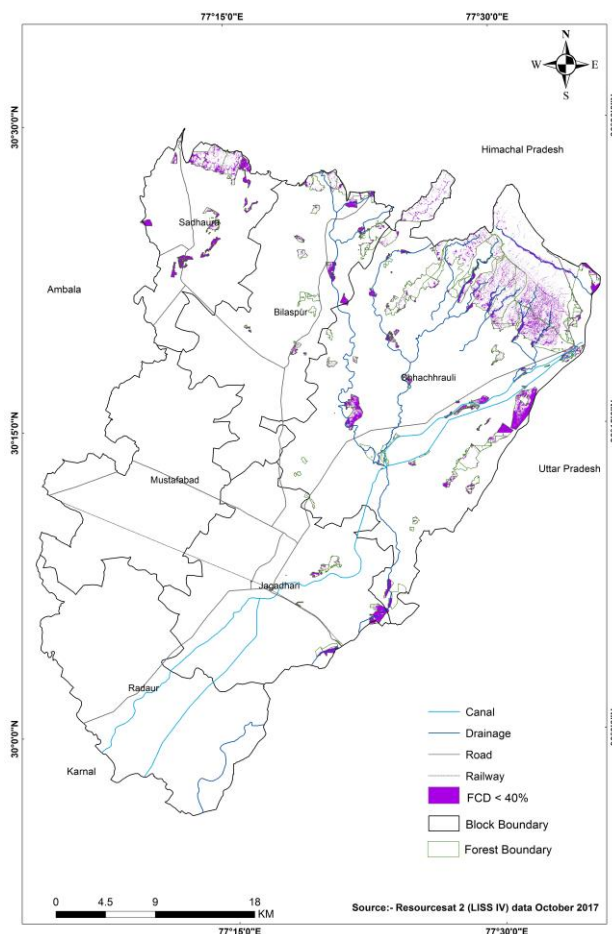 77°15'0"E 77°30'0"E
N
W E
S
30°30'0"N
Himachal Pradesh
Sadhaura
Ambala
Bilaspur
Chhachhrauli
30°15'0"N
Uttar Pradesh
Mustafabad
Jagadhari
Radaur
30°0'0"N
Karnal
Canal
Drainage
Road
Railway
FCD < 40%
Block Boundary
Forest Boundary
0 4.5 9 18
KM
Source:- Resourcesat 2 (LISS IV) data October 2017
77°15'0"E 77°30'0"E